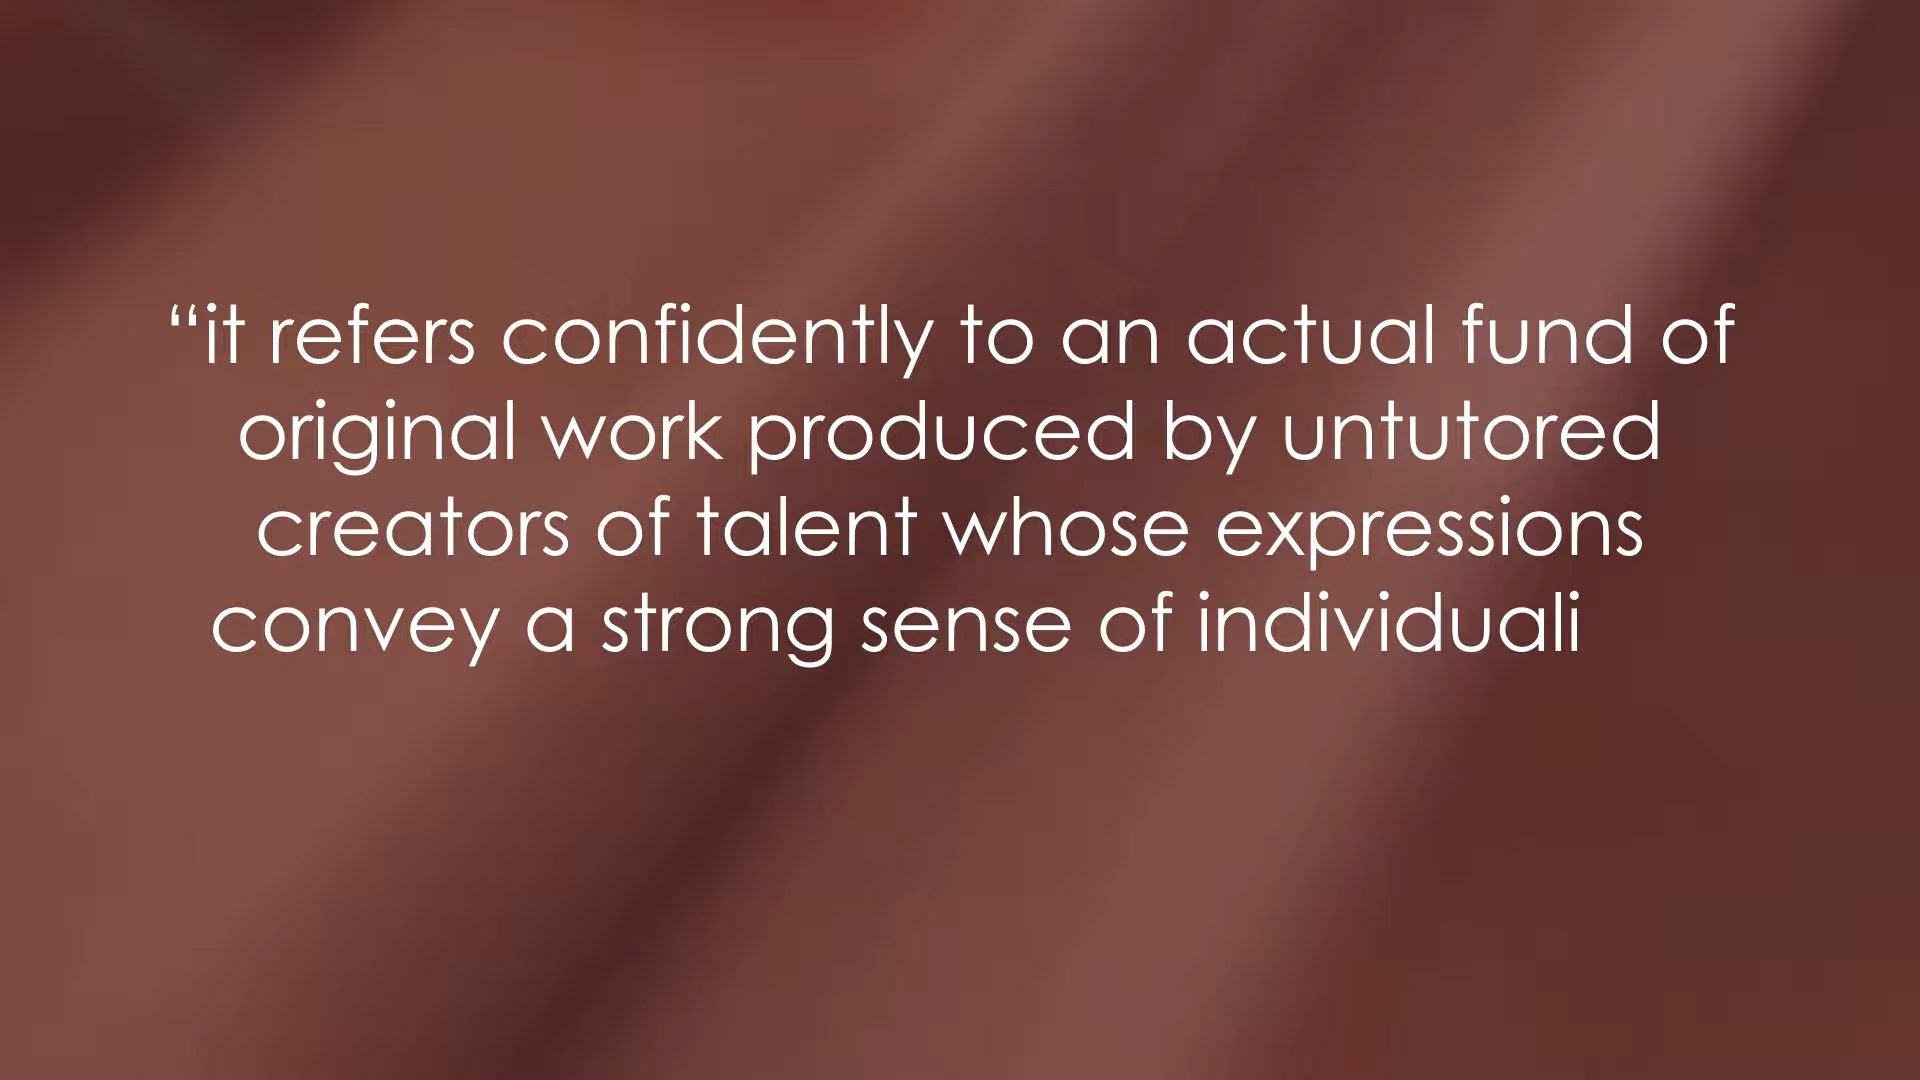 “it refers confidently to an actual fund of
original work produced by untutored
creators of talent whose expressions
convey a strong sense of individuali